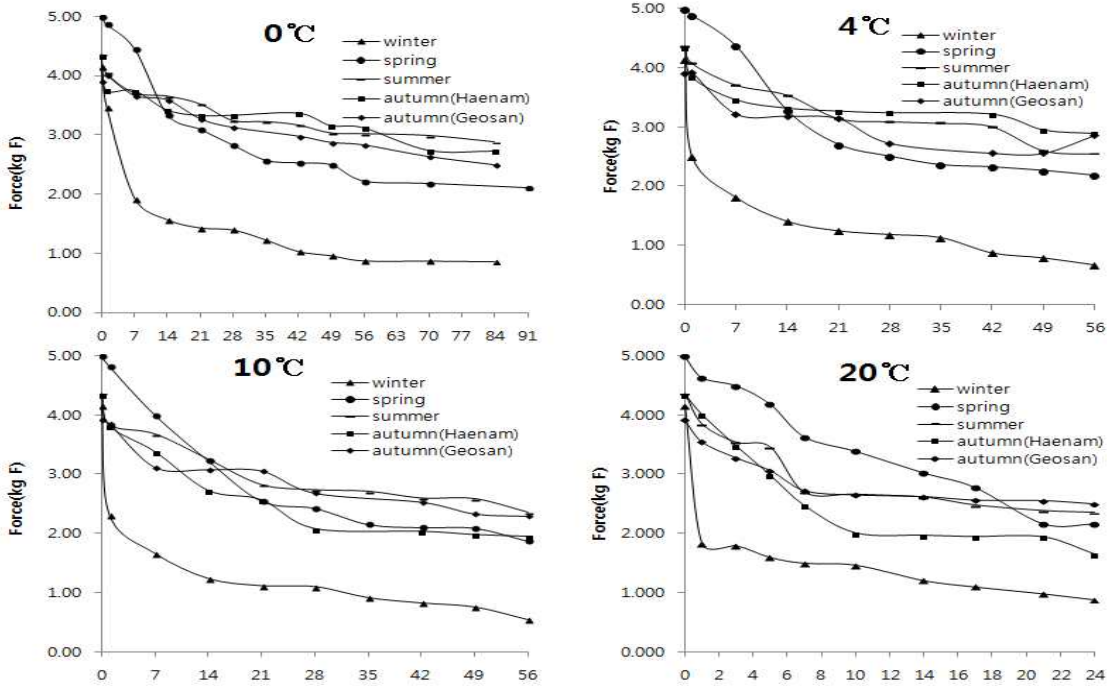 0℃
5.00
4.00
3.00
2.00
1.00
0.00
Force(kg F)
winter
spring
summer
autumn(Haenam)
autumn(Geosan)
0 7 14 21 28 35 42 49 56 63 70 77 84 91
4℃
5.00
4.00
3.00
2.00
1.00
0.00
Force(kg F)
winter
spring
summer
autumn(Haenam)
autumn(Geosan)
0 7 14 21 28 35 42 49 56
10℃
5.00
4.00
3.00
2.00
1.00
0.00
Force(kg F)
winter
spring
summer
autumn(Haenam)
autumn(Geosan)
0 7 14 21 28 35 42 49 56
20℃
5.000
4.000
3.000
2.000
1.000
0.000
Force(kg F)
winter
spring
summer
autumn(Haenam)
autumn(Geosan)
0 2 4 6 8 10 12 14 16 18 20 22 24